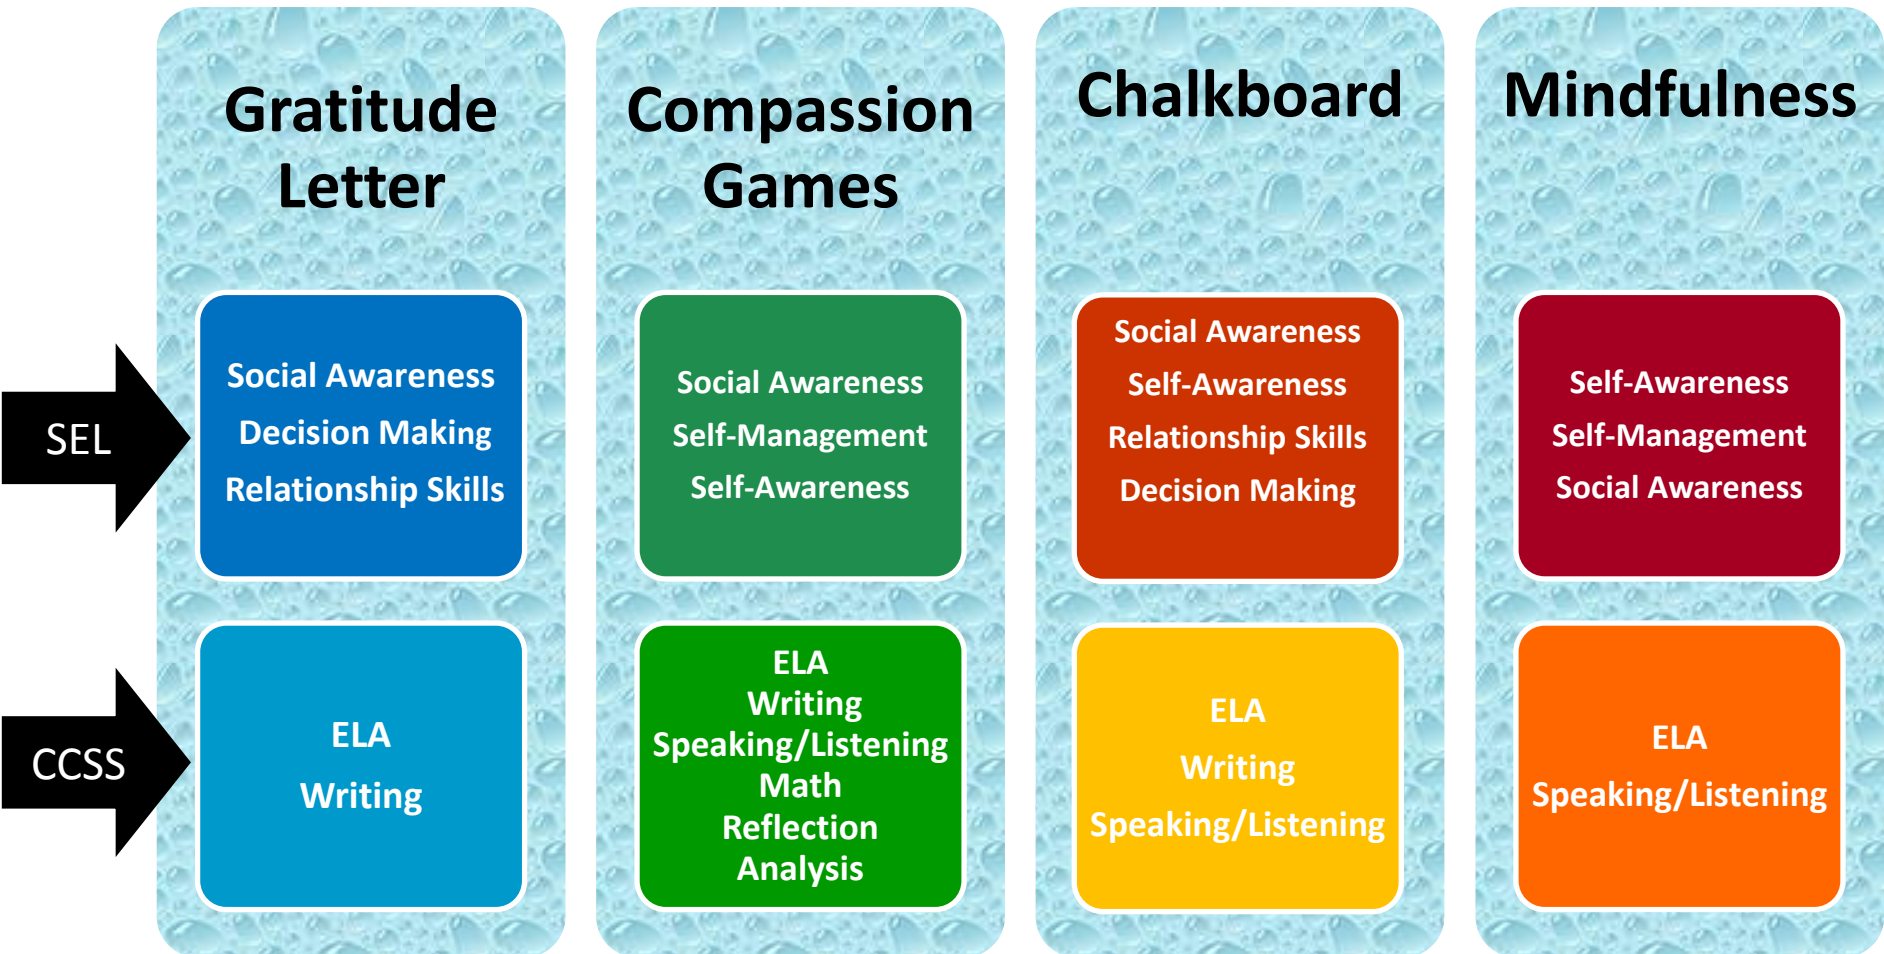 Gratitude
Letter
Compassion
Games
Chalkboard
Mindfulness
SEL
Social Awareness
Decision Making
Relationship Skills
Social Awareness
Self-Management
Self-Awareness
Social Awareness
Self-Awareness
Relationship Skills
Decision Making
Self-Awareness
Self-Management
Social Awareness
CCSS
ELA
Writing
ELA
Writing
Speaking/Listening
Math
Reflection
Analysis
ELA
Writing
Speaking/Listening
ELA
Speaking/Listening